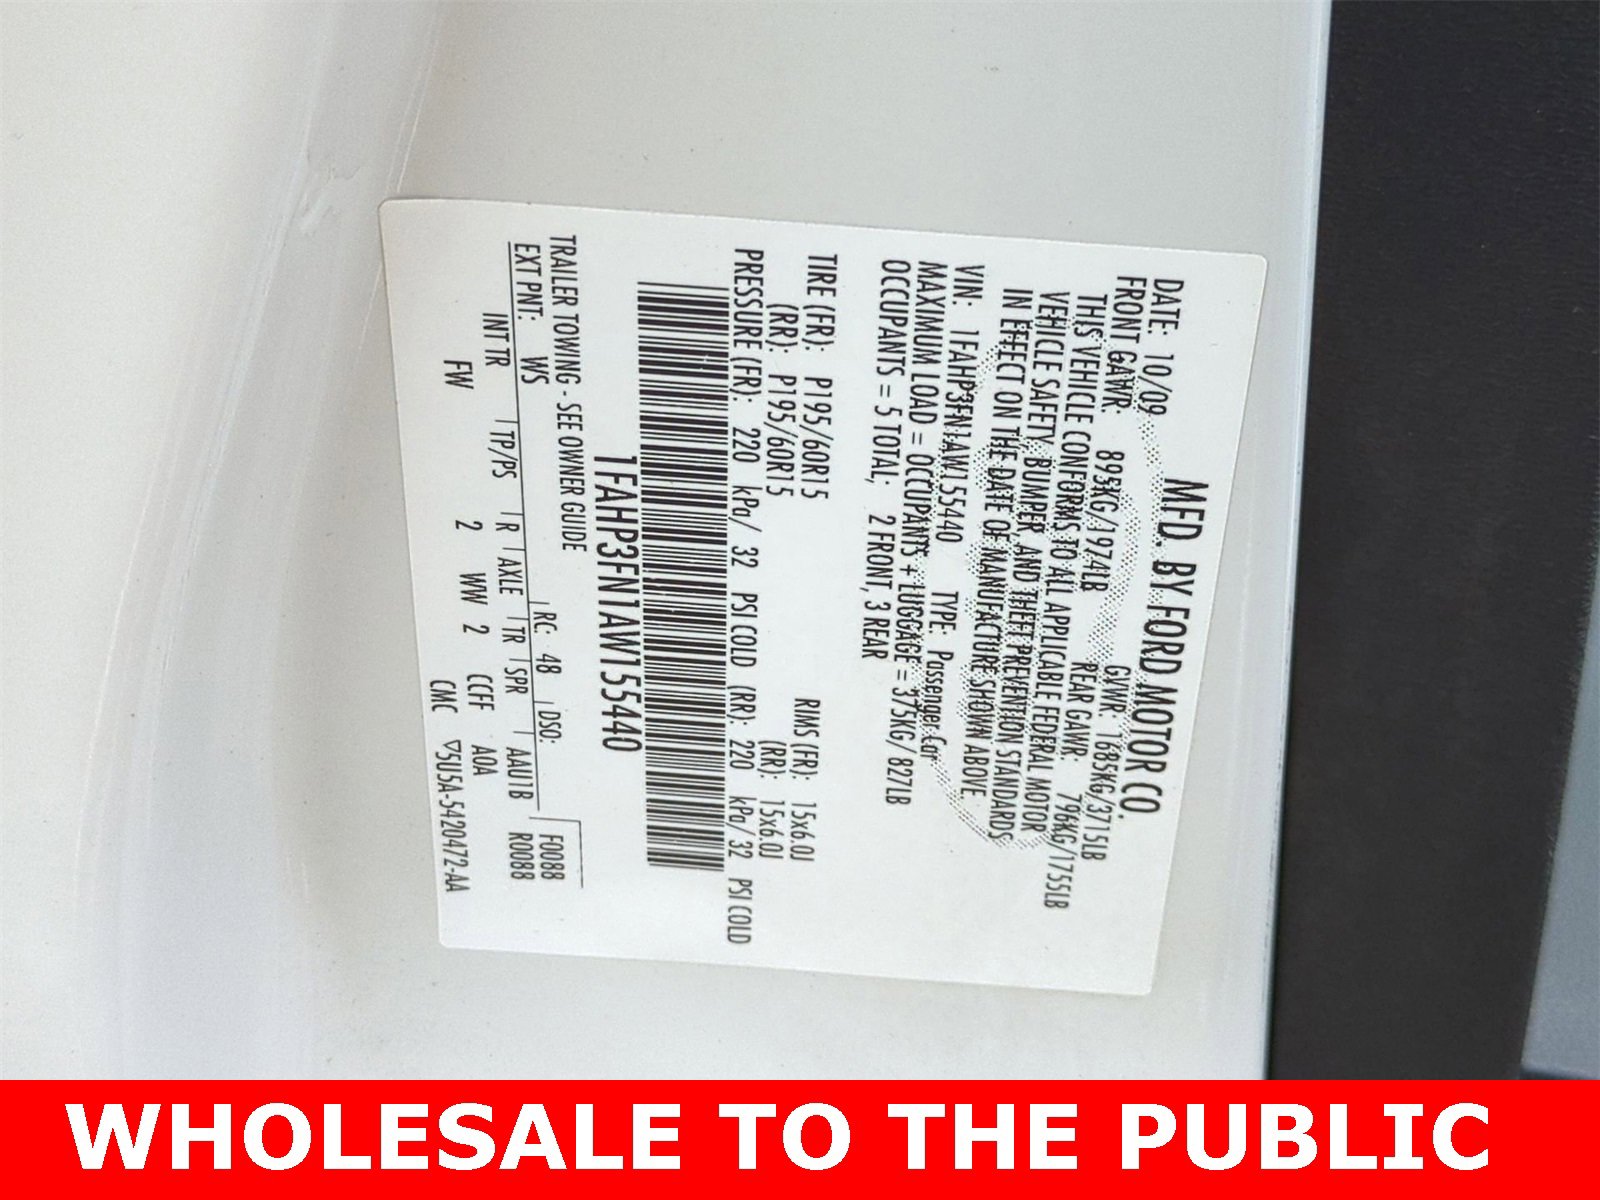 MFD. BY FORD MOTOR CO.
DATE: 10/09 GVWR: 1685KG/3715LB
FRONT GAWR: 895KG/1974LB REAR GAWR: 796KG/1755LB
THIS VEHICLE CONFORMS TO ALL APPLICABLE FEDERAL MOTOR
VEHICLE SAFETY, BUMPER, AND THEFT PREVENTION STANDARDS
IN EFFECT ON THE DATE OF MANUFACTURE SHOWN ABOVE.
VIN: 1FAHP3FN1AW155440 TYPE: Passenger Car
MAXIMUM LOAD = OCCUPANTS + LUGGAGE = 375KG/ 827LB
OCCUPANTS = 5 TOTAL; 2 FRONT, 3 REAR
TIRE (FR): P195/60R15 RIMS (FR): 15x6.0J
(RR): P195/60R15 (RR): 15x6.0J
PRESSURE (FR): 220 kPa/ 32 PSI COLD (RR): 220 kPa/ 32 PSI COLD
1FAHP3FN1AW155440
TRAILER TOWING - SEE OWNER GUIDE
F0088
EXT PNT: WS RC: 48 DSO: R0088
INT TR TP/PS R AXLE TR SPR AAU1B
FW 2 WW 2 CCFF AOA
CMC ▽5U5A-5420472-AA
WHOLESALE TO THE PUBLIC